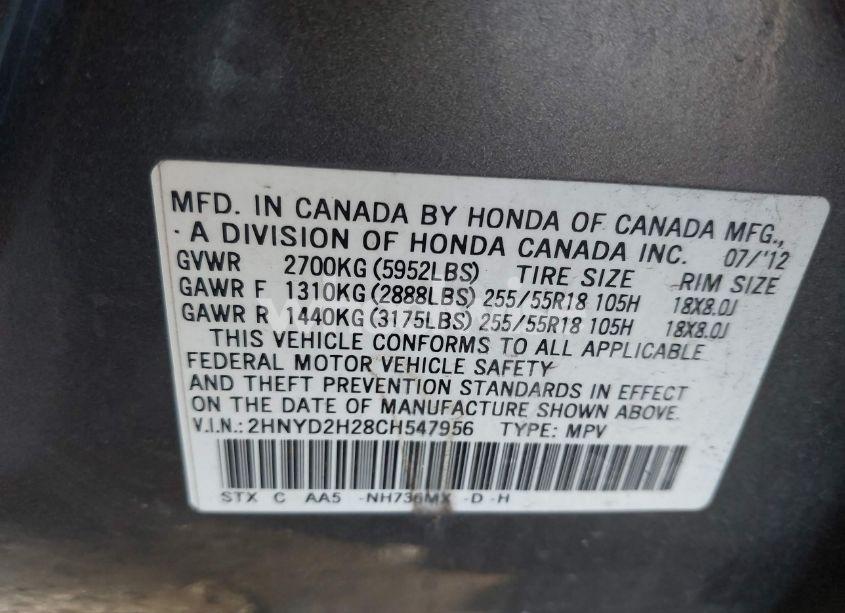 MFD. IN CANADA BY HONDA OF CANADA MFG.,
A DIVISION OF HONDA CANADA INC. 07/'12
GVWR 2700KG (5952LBS) TIRE SIZE RIM SIZE
GAWR F 1310KG (2888LBS) 255/55R18 105H 18X8.0J
GAWR R 1440KG (3175LBS) 255/55R18 105H 18X8.0J
THIS VEHICLE CONFORMS TO ALL APPLICABLE
FEDERAL MOTOR VEHICLE SAFETY
AND THEFT PREVENTION STANDARDS IN EFFECT
ON THE DATE OF MANUFACTURE SHOWN ABOVE.
V.I.N.: 2HNYD2H28CH547956 TYPE: MPV
STX C AA5 -NH736MX -D -H